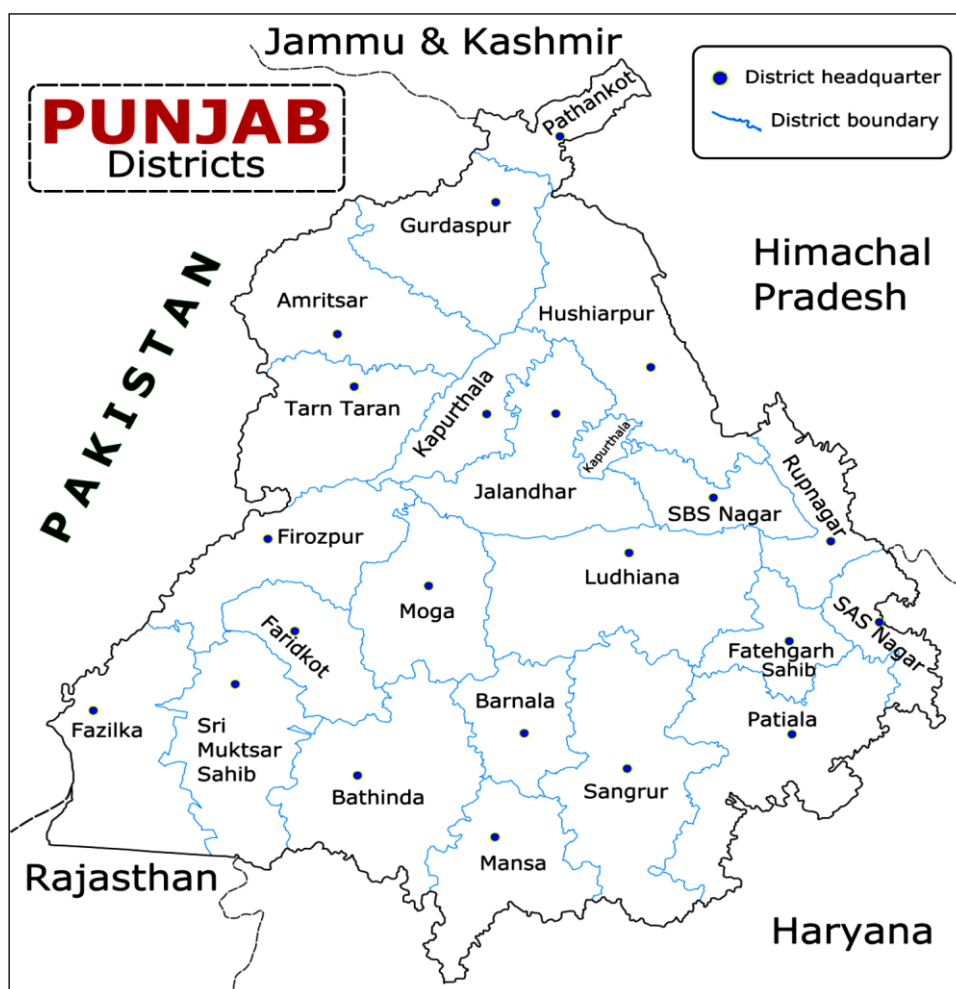 Jammu & Kashmir
PUNJAB
Districts
District headquarter
District boundary
Pathankot
Gurdaspur
Himachal
Pradesh
PAKISTAN
Amritsar
Hushiarpur
Tarn Taran
Kapurthala
Kapurthala
Jalandhar
SBS Nagar
Rupnagar
Firozpur
Ludhiana
Moga
Faridkot
SAS Nagar
Fatehgarh
Sahib
Fazilka
Sri
Muktsar
Sahib
Barnala
Patiala
Bathinda
Sangrur
Mansa
Rajasthan
Haryana